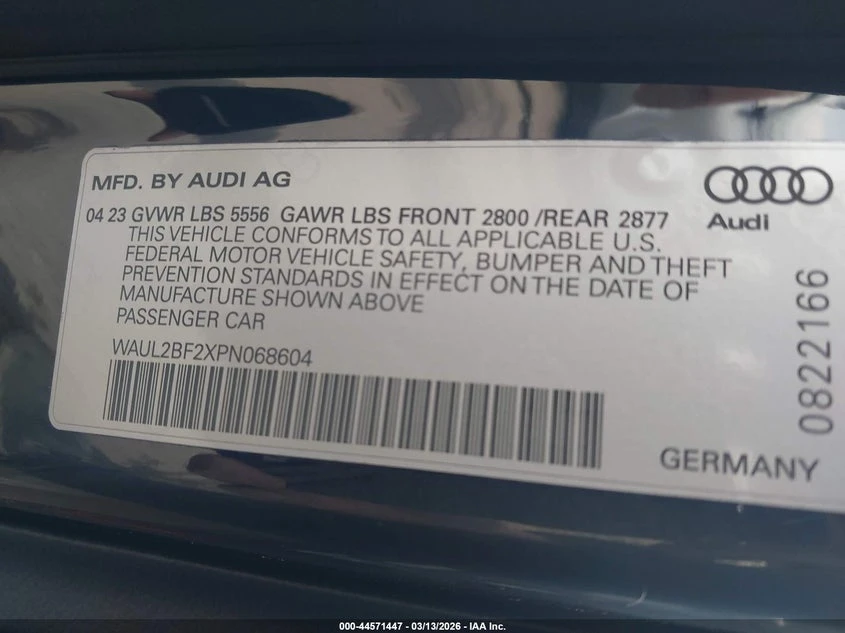 MFD. BY AUDI AG
Audi
04 23 GVWR LBS 5556 GAWR LBS FRONT 2800 /REAR 2877
THIS VEHICLE CONFORMS TO ALL APPLICABLE U.S.
FEDERAL MOTOR VEHICLE SAFETY, BUMPER AND THEFT
PREVENTION STANDARDS IN EFFECT ON THE DATE OF
MANUFACTURE SHOWN ABOVE
PASSENGER CAR
WAUL2BF2XPN068604
0822166
GERMANY
000-44571447 - 03/13/2026 - IAA Inc.